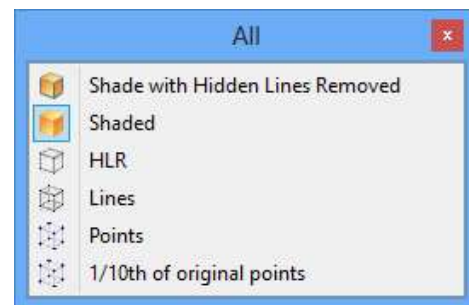 All
Shade with Hidden Lines Removed
Shaded
HLR
Lines
Points
1/10th of original points